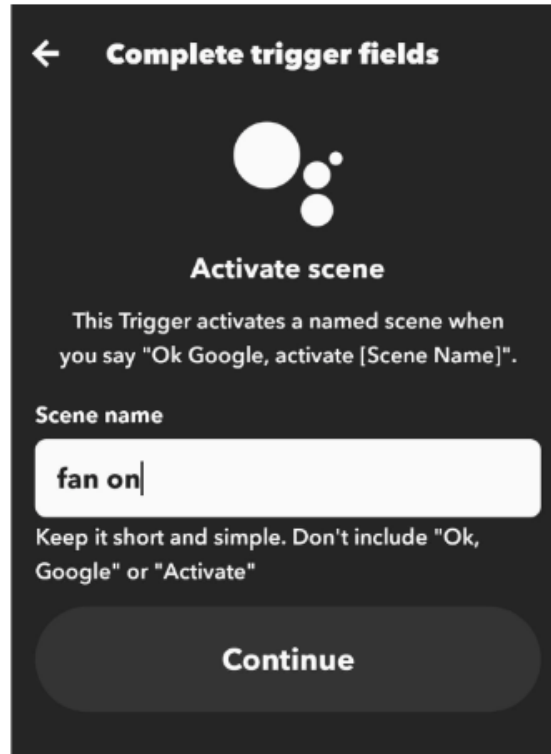 Complete trigger fields
Activate scene
This Trigger activates a named scene when
you say "Ok Google, activate [Scene Name]".
Scene name
fan on
Keep it short and simple. Don't include "Ok,
Google" or "Activate"
Continue